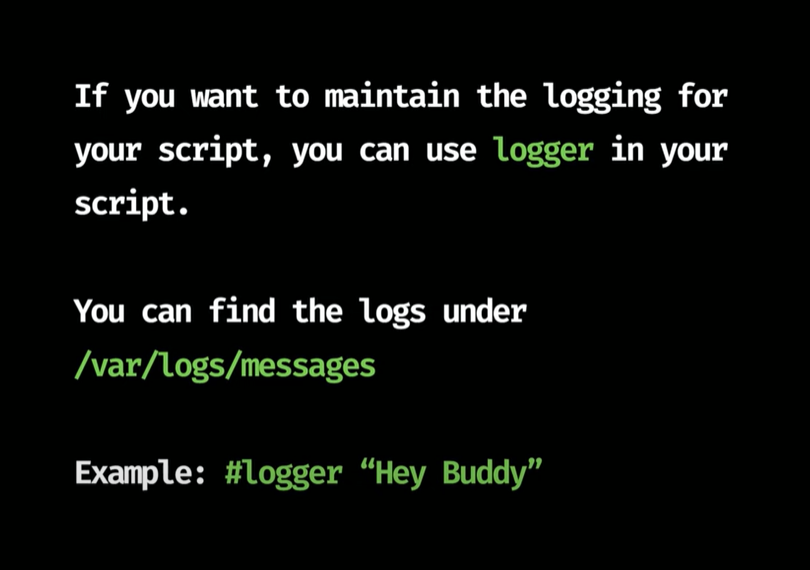 If you want to maintain the logging for
your script, you can use logger in your
script.
You can find the logs under
/var/logs/messages
Example: #logger “Hey Buddy”